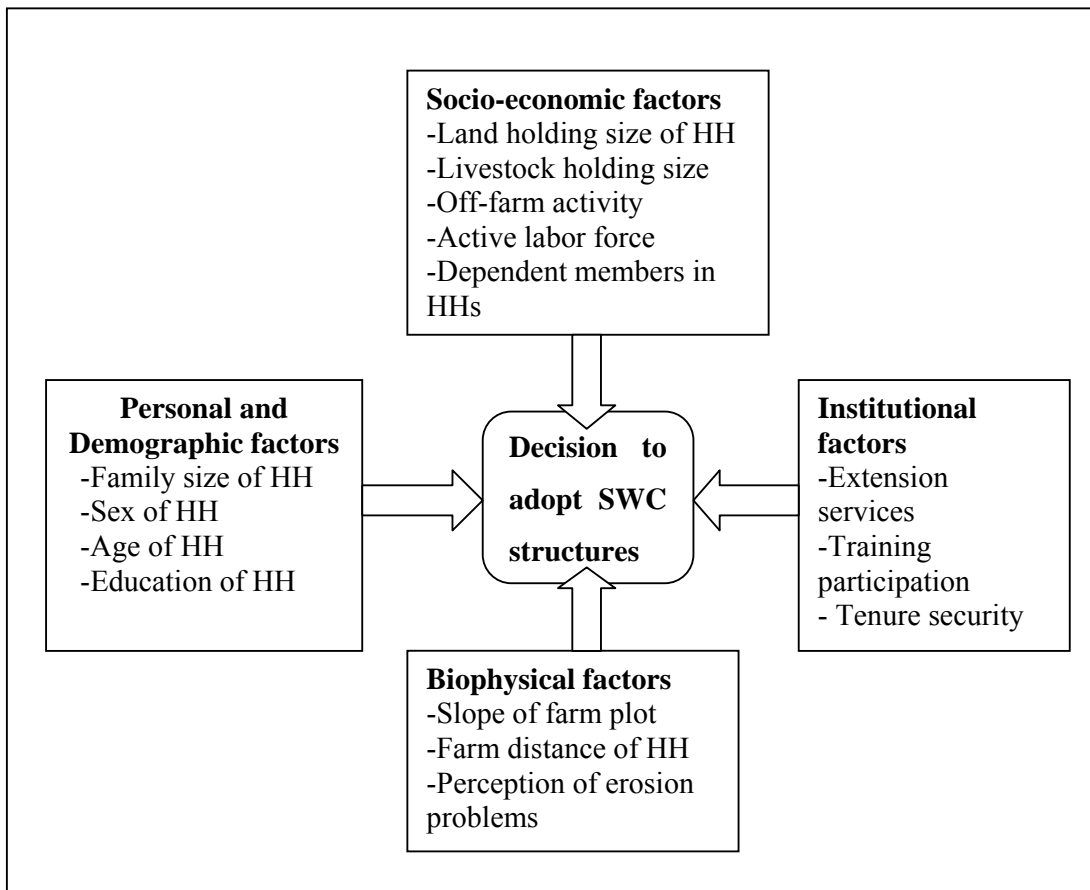 Socio-economic factors
-Land holding size of HH
-Livestock holding size
-Off-farm activity
-Active labor force
-Dependent members in
HHs
Personal and
Demographic factors
-Family size of HH
-Sex of HH
-Age of HH
-Education of HH
Decision to
adopt SWC
structures
Institutional
factors
-Extension
services
-Training
participation
- Tenure security
Biophysical factors
-Slope of farm plot
-Farm distance of HH
-Perception of erosion
problems